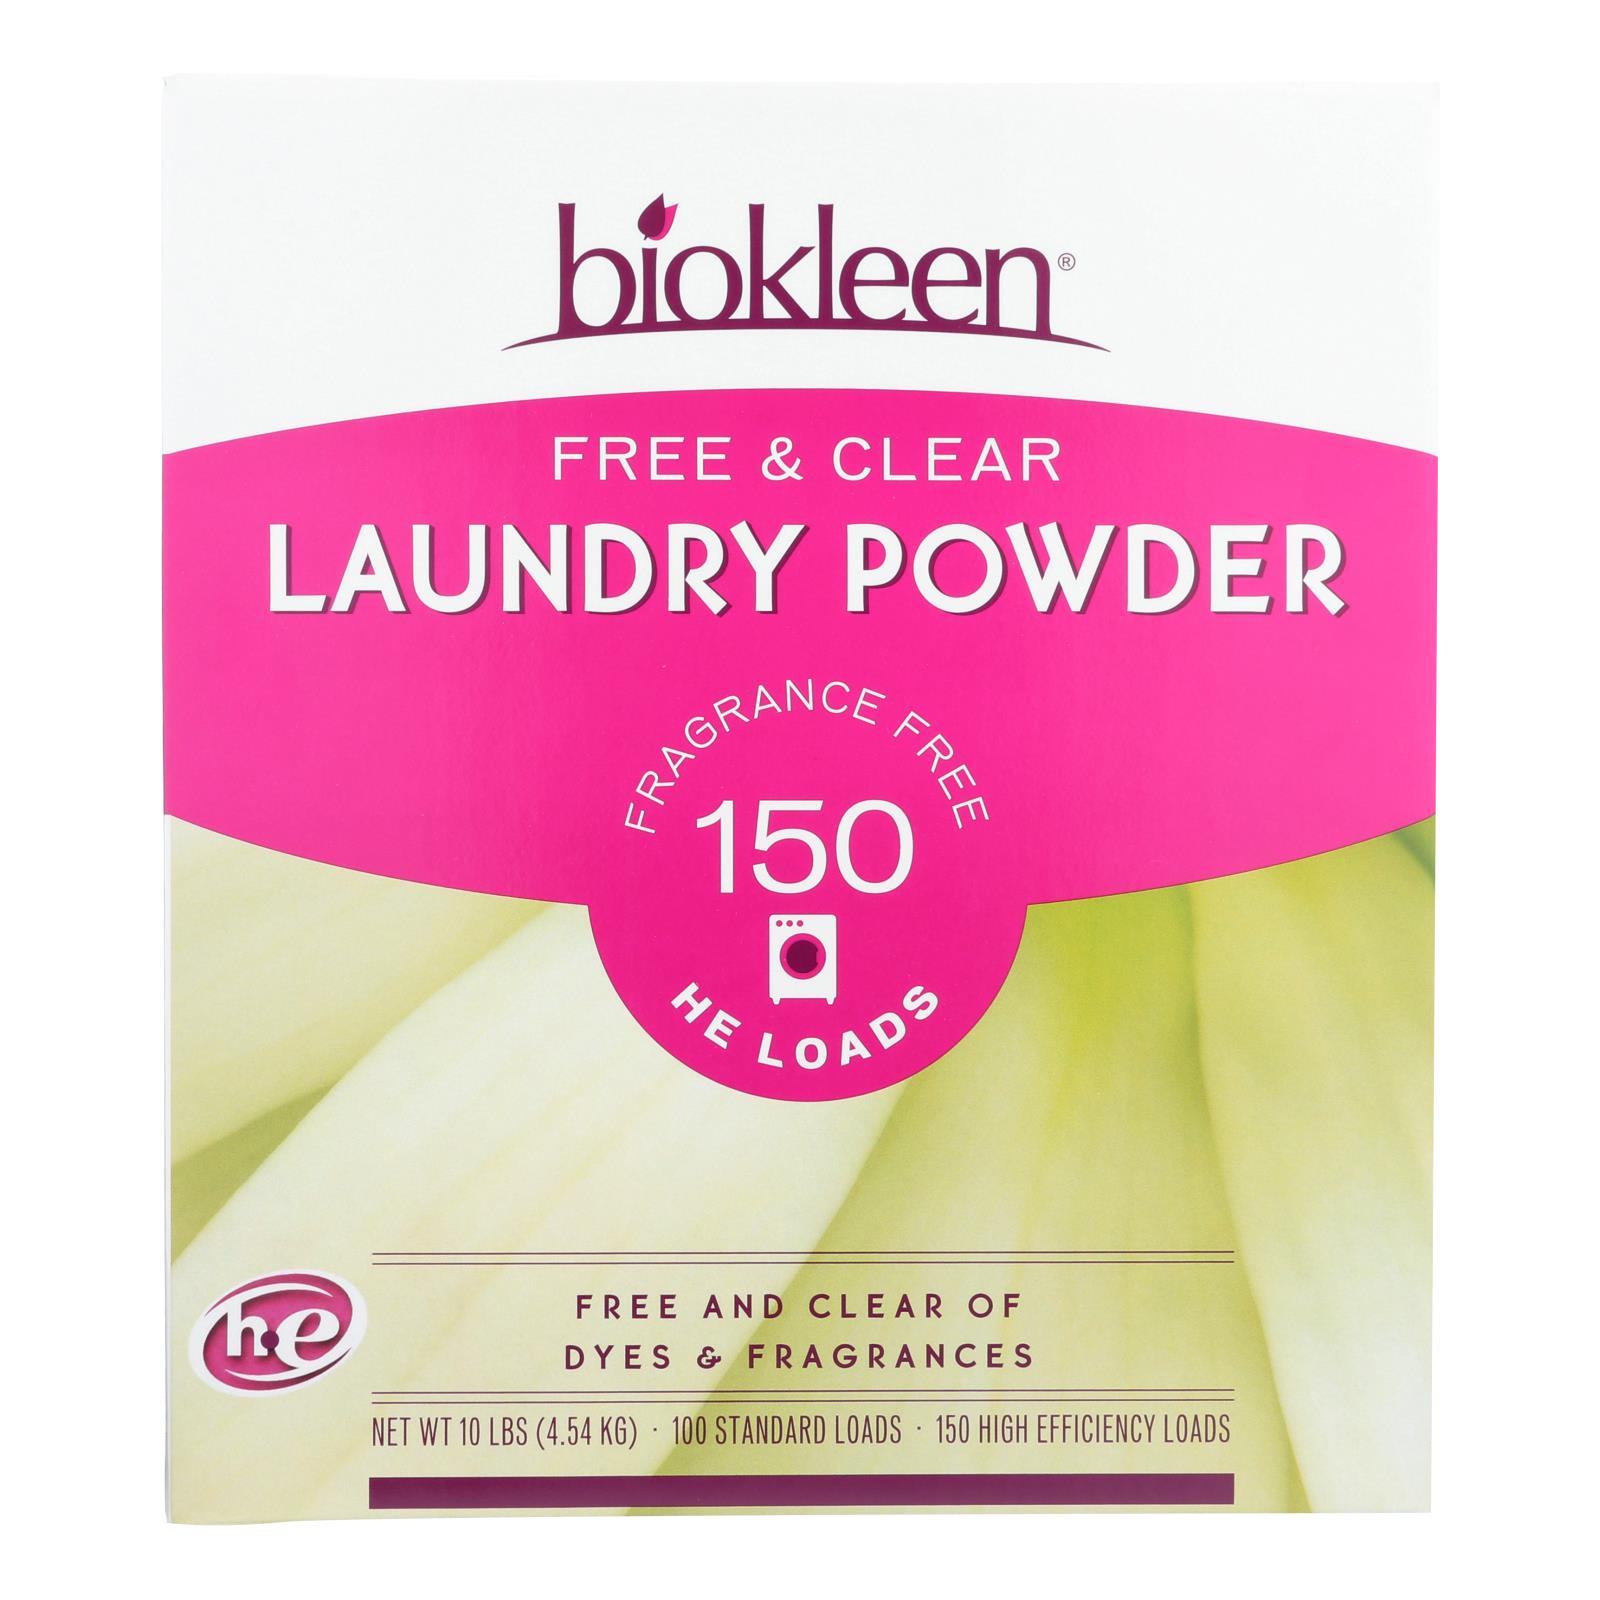 biokleen®
FREE & CLEAR
LAUNDRY POWDER
FRAGRANCE FREE
150
HE LOADS
he
FREE AND CLEAR OF
DYES & FRAGRANCES
NET WT 10 LBS (4.54 KG) · 100 STANDARD LOADS · 150 HIGH EFFICIENCY LOADS